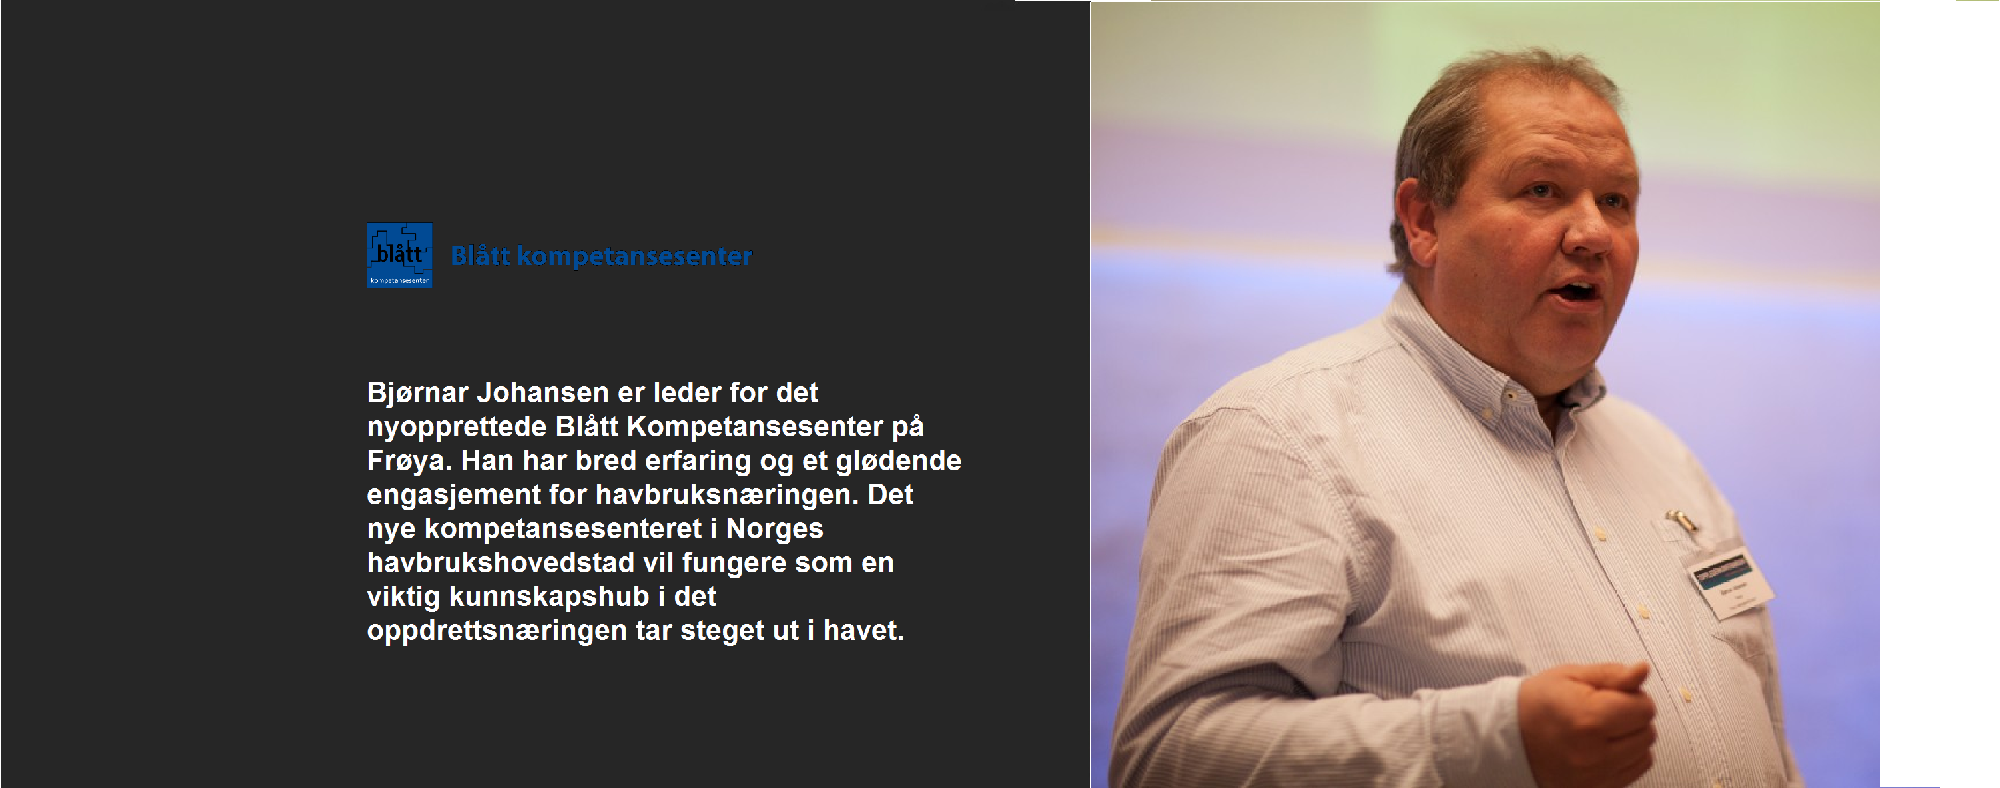 blått
kompetansesenter
Blått kompetansesenter
Bjørnar Johansen er leder for det
nyopprettede Blått Kompetansesenter på
Frøya. Han har bred erfaring og et glødende
engasjement for havbruksnæringen. Det
nye kompetansesenteret i Norges
havbrukshovedstad vil fungere som en
viktig kunnskapshub i det
oppdrettsnæringen tar steget ut i havet.